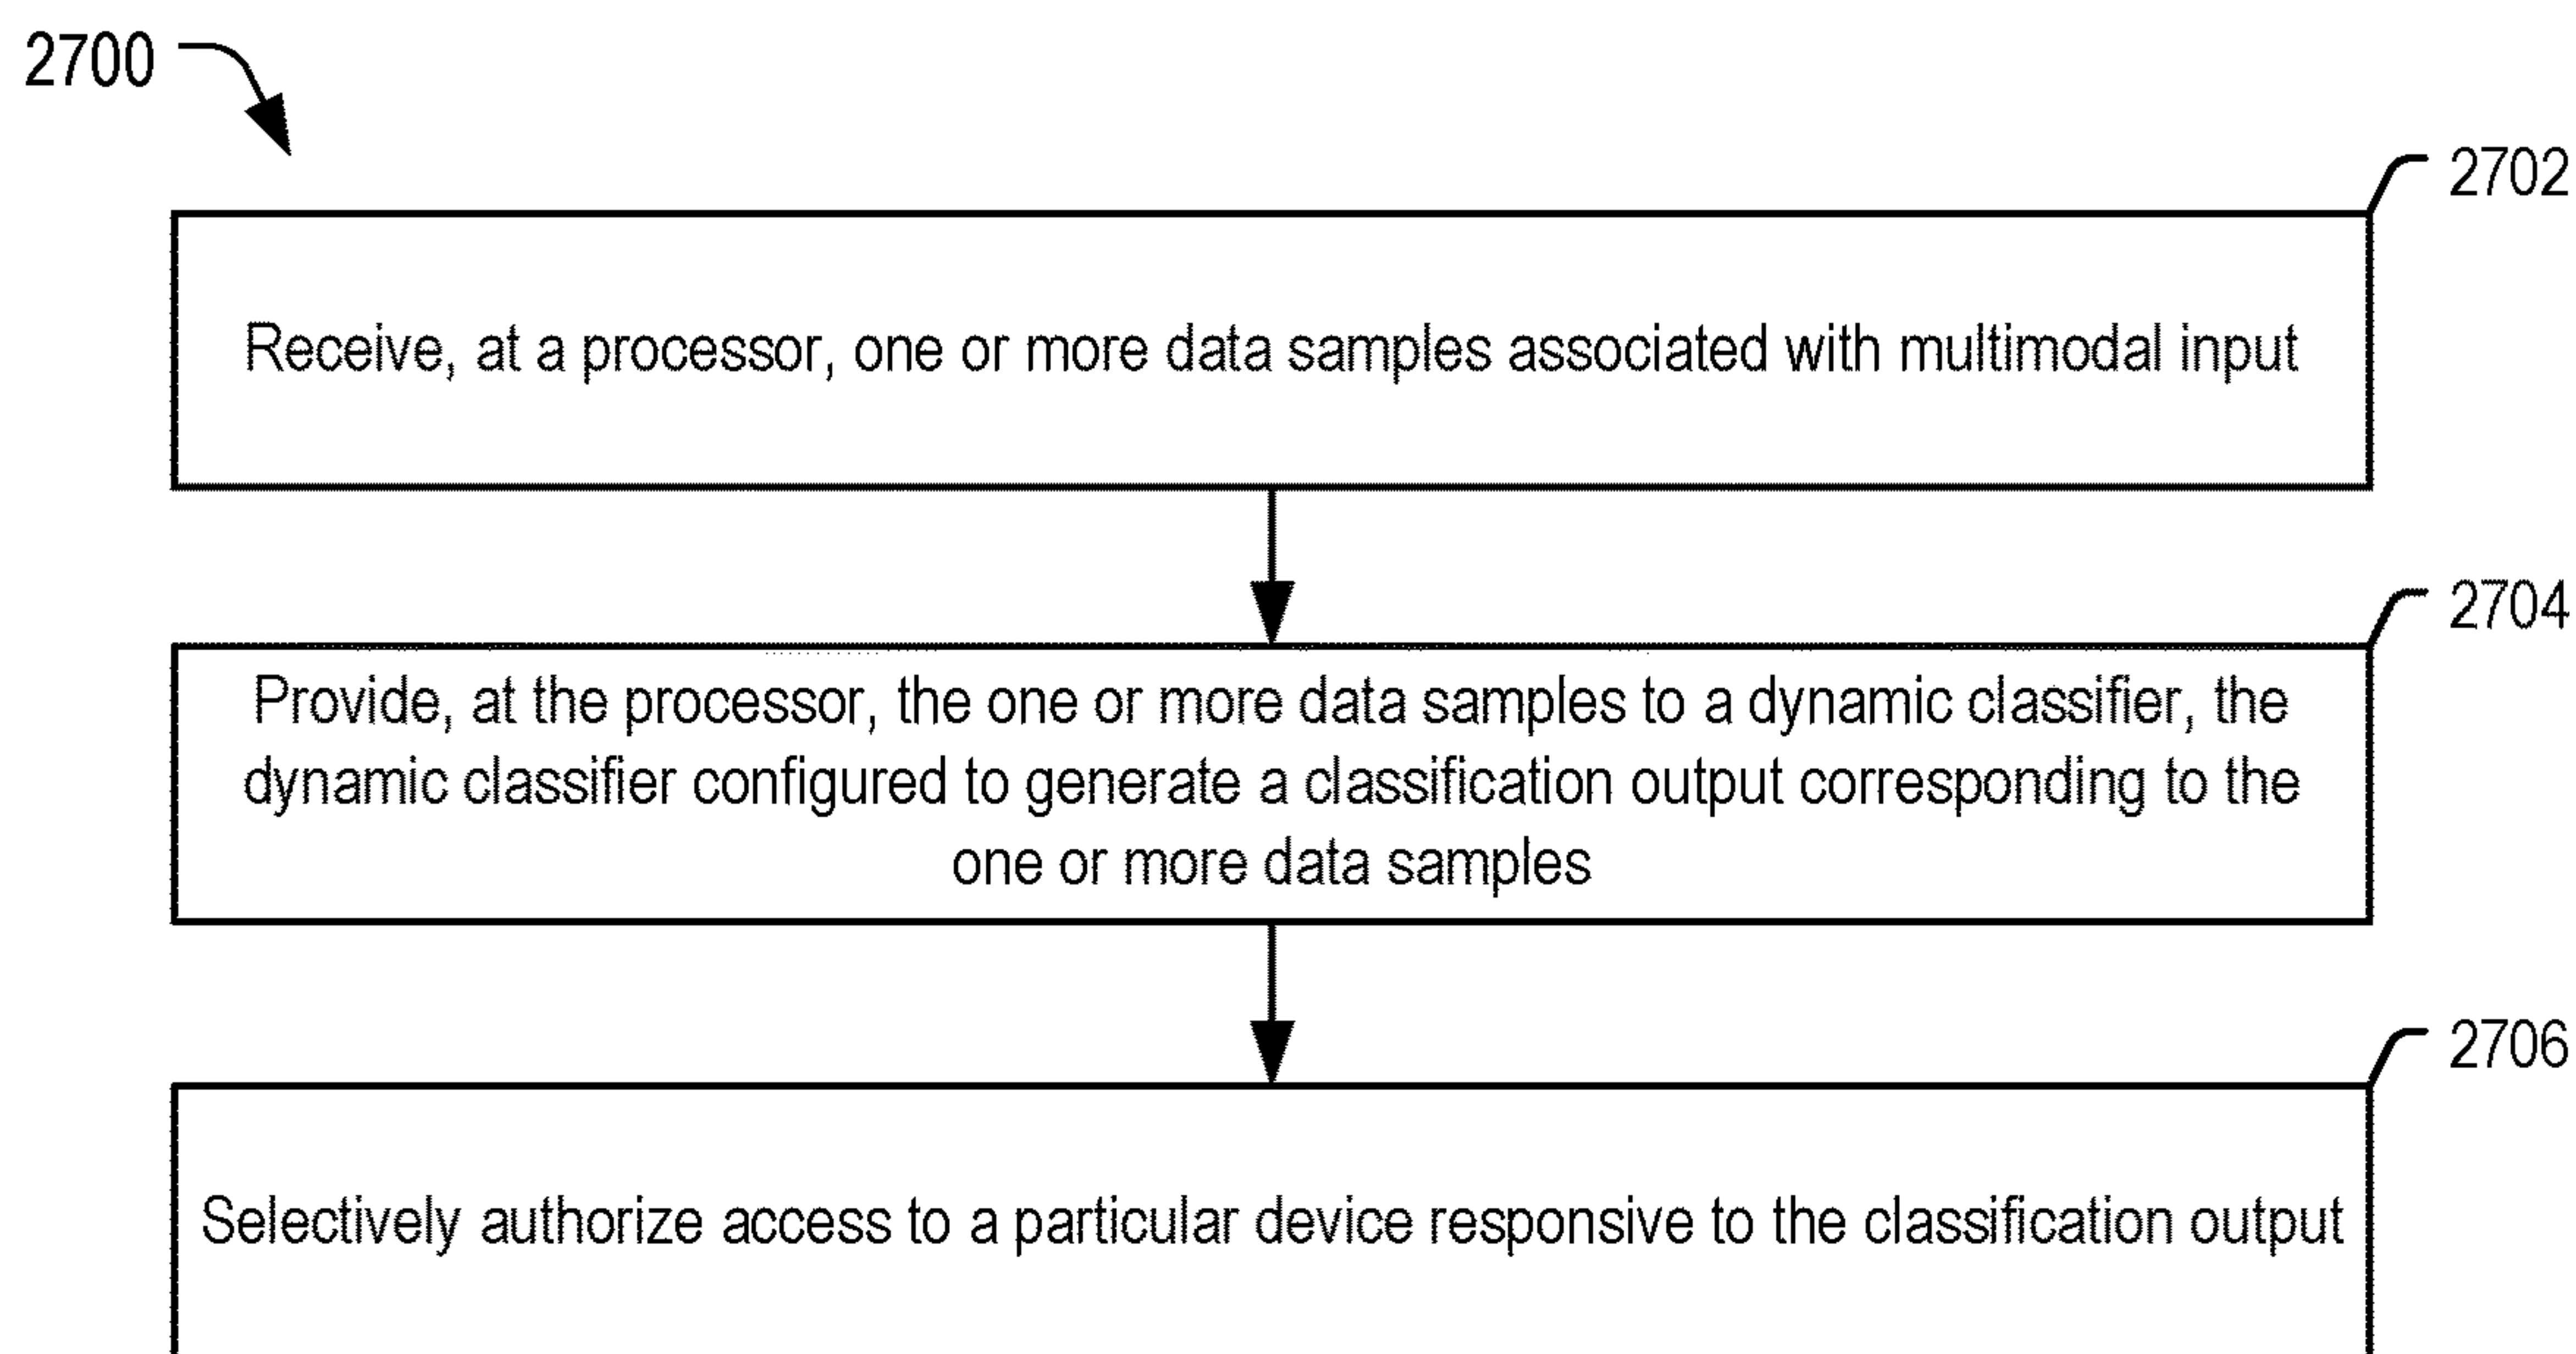 2700
2702
Receive, at a processor, one or more data samples associated with multimodal input
2704
Provide, at the processor, the one or more data samples to a dynamic classifier, the
dynamic classifier configured to generate a classification output corresponding to the
one or more data samples
2706
Selectively authorize access to a particular device responsive to the classification output